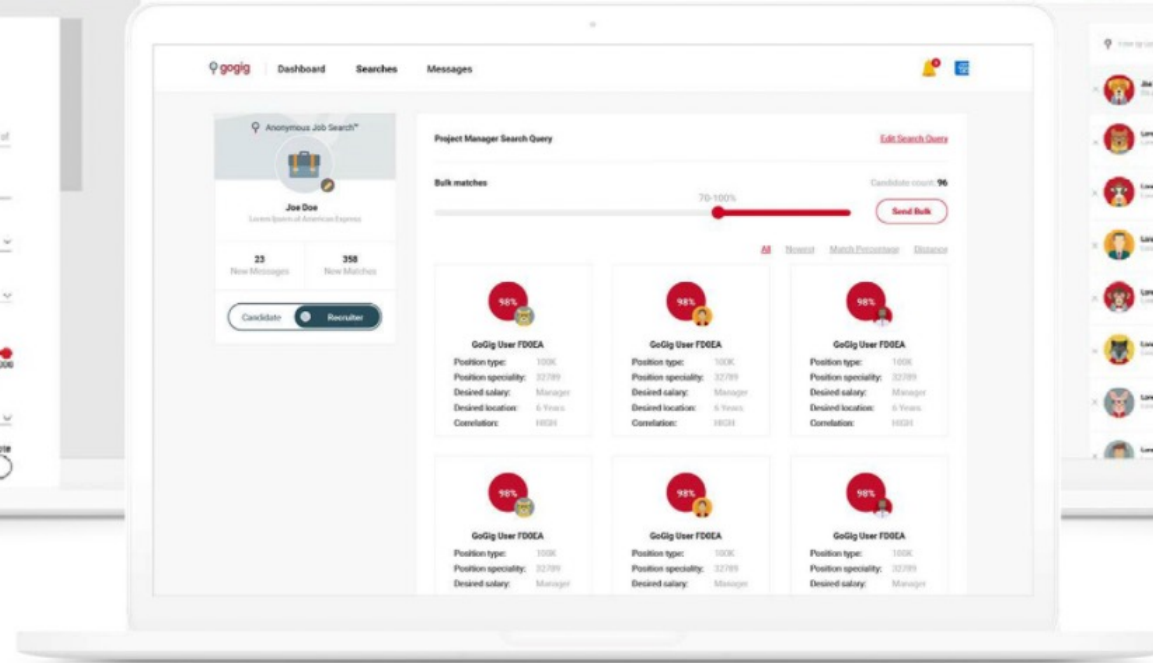 gogig
Dashboard
Searches
Messages
Anonymous Job Search™
Joe Doe
Lorem Ipsum of American Express
23
New Messages
358
New Matches
Candidate
Recruiter
Project Manager Search Query
Edit Search Query
Bulk matches
Candidate count: 96
70-100%
Send Bulk
All
Newest
Match Percentage
Distance
98%
GoGig User FD0EA
Position type: 100K
Position speciality: 32789
Desired salary: Manager
Desired location: 6 Years
Correlation: HIGH
98%
GoGig User FD0EA
Position type: 100K
Position speciality: 32789
Desired salary: Manager
Desired location: 6 Years
Correlation: HIGH
98%
GoGig User FD0EA
Position type: 100K
Position speciality: 32789
Desired salary: Manager
Desired location: 6 Years
Correlation: HIGH
98%
GoGig User FD0EA
Position type: 100K
Position speciality: 32789
Desired salary: Manager
98%
GoGig User FD0EA
Position type: 100K
Position speciality: 32789
Desired salary: Manager
98%
GoGig User FD0EA
Position type: 100K
Position speciality: 32789
Desired salary: Manager
of